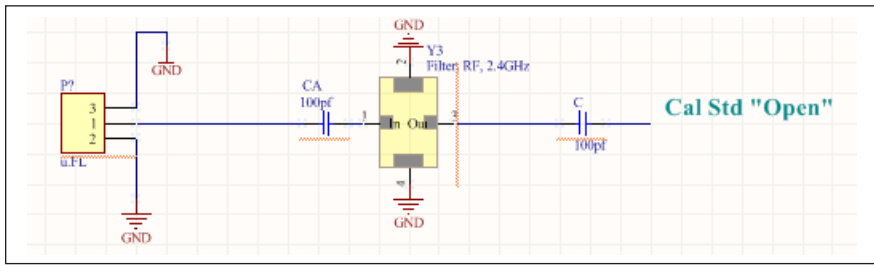 GND
Y3
Filter, RF, 2.4GHz
GND
P?
CA
100pf
C
Cal Std "Open"
2
3
1
2
u.FL
1
In Out
3
100pf
4
GND
GND